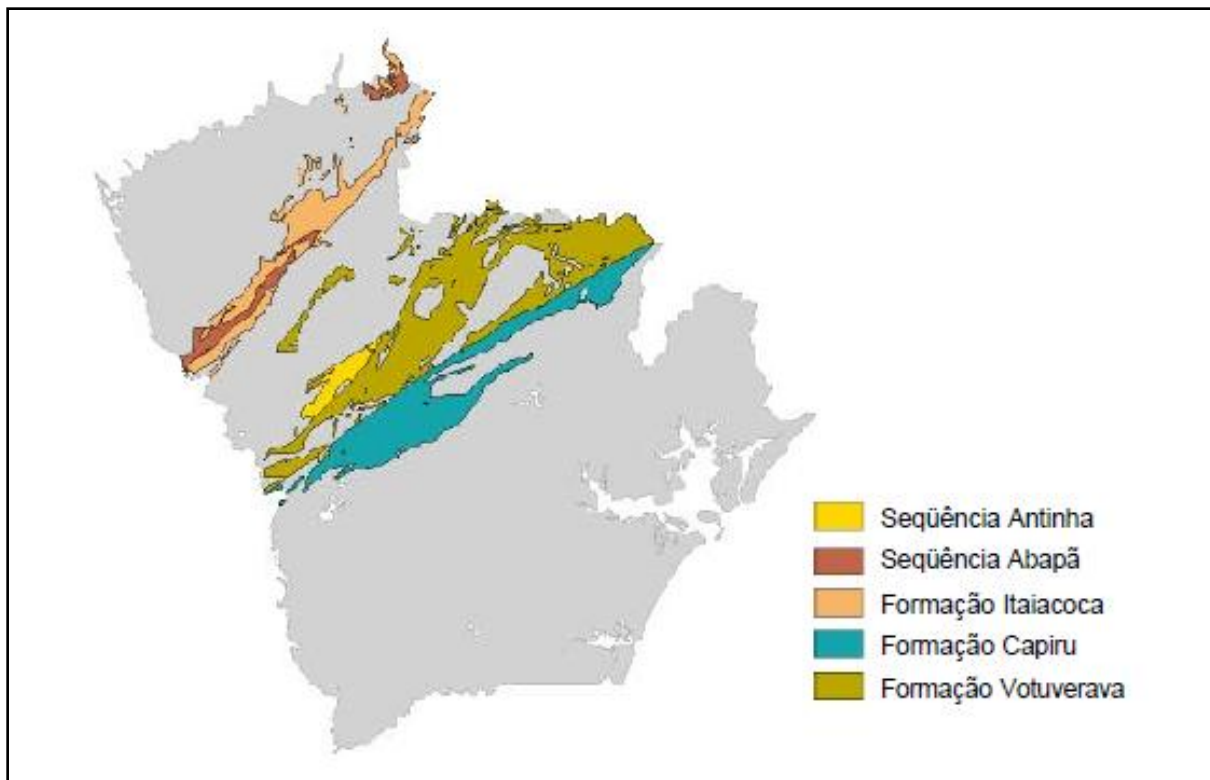 Seqüência Antinha
Seqüência Abapã
Formação Itaiacoca
Formação Capiru
Formação Votuverava